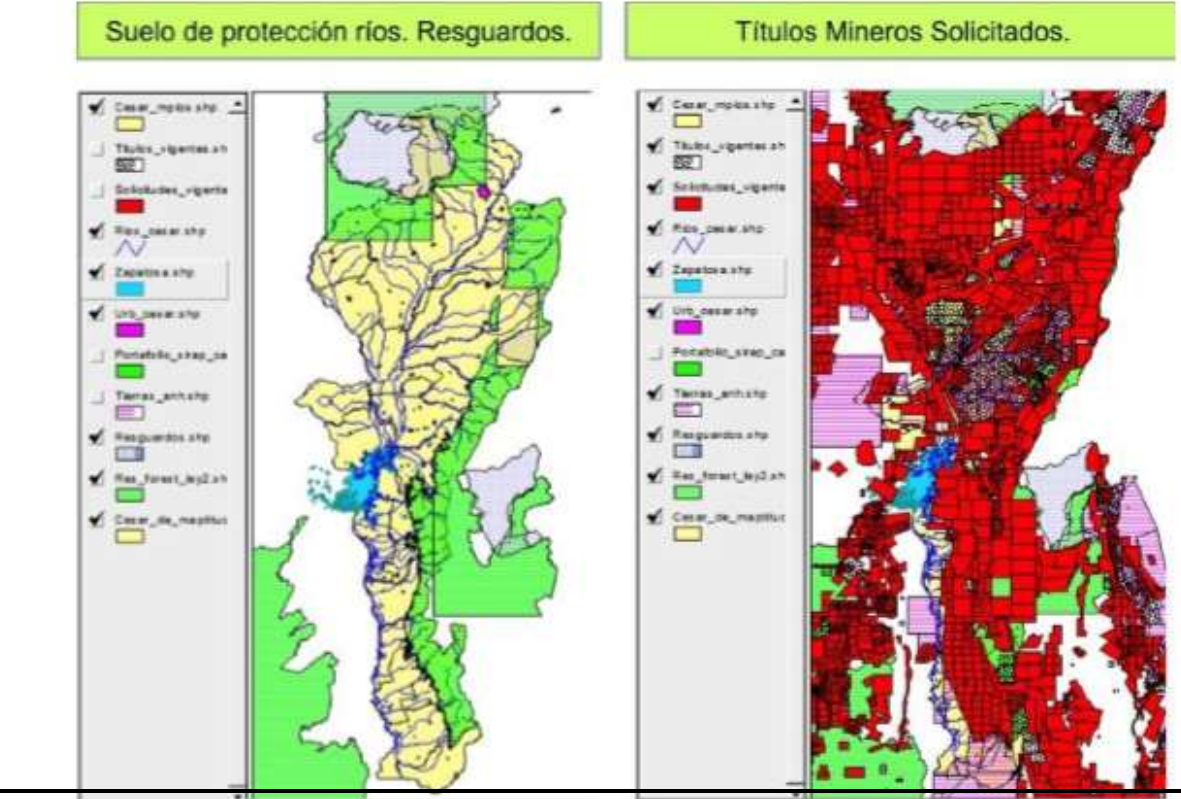 Suelo de protección ríos. Resguardos.
Cesar_mpios.shp
Titulos_vigentes.sh
Solicitudes_vigente
Rios_cesar.shp
Zapatosa.shp
Urb_cesar.shp
Portafolio_sirap_ce
Tierras_anh.shp
Resguardos.shp
Res_forest_ley2.sh
Cesar_de_mapituc
Títulos Mineros Solicitados.
Cesar_mpios.shp
Titulos_vigentes.sh
Solicitudes_vigente
Rios_cesar.shp
Zapatosa.shp
Urb_cesar.shp
Portafolio_sirap_ce
Tierras_anh.shp
Resguardos.shp
Res_forest_ley2.sh